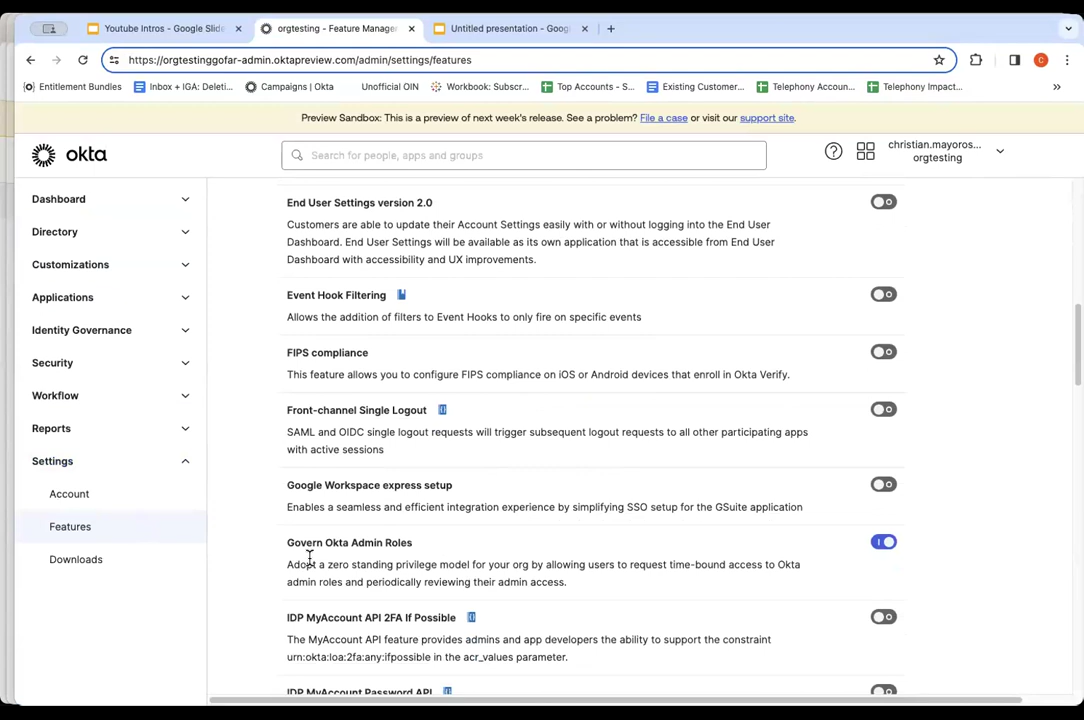 Youtube Intros - Google Slide
orgtesting - Feature Manage
Untitled presentation - Goog
https://orgtestinggofar-admin.oktapreview.com/admin/settings/features
C
Entitlement Bundles
Inbox + IGA: Deleti...
Campaigns | Okta
Unofficial OIN
Workbook: Subscr...
Top Accounts - S...
Existing Customer...
Telephony Accoun...
Telephony Impact...
Preview Sandbox: This is a preview of next week's release. See a problem? File a case or visit our support site.
okta
Search for people, apps and groups
christian.mayoros...
orgtesting
Dashboard
Directory
Customizations
Applications
Identity Governance
Security
Workflow
Reports
Settings
Account
Features
Downloads
End User Settings version 2.0
Customers are able to update their Account Settings easily with or without logging into the End User
Dashboard. End User Settings will be available as its own application that is accessible from End User
Dashboard with accessibility and UX improvements.
Event Hook Filtering
Allows the addition of filters to Event Hooks to only fire on specific events
FIPS compliance
This feature allows you to configure FIPS compliance on iOS or Android devices that enroll in Okta Verify.
Front-channel Single Logout
SAML and OIDC single logout requests will trigger subsequent logout requests to all other participating apps
with active sessions
Google Workspace express setup
Enables a seamless and efficient integration experience by simplifying SSO setup for the GSuite application
Govern Okta Admin Roles
Adopt a zero standing privilege model for your org by allowing users to request time-bound access to Okta
admin roles and periodically reviewing their admin access.
IDP MyAccount API 2FA If Possible
The MyAccount API feature provides admins and app developers the ability to support the constraint
urn:okta:loa:2fa:any:ifpossible in the acr_values parameter.
IDP MyAccount Password API